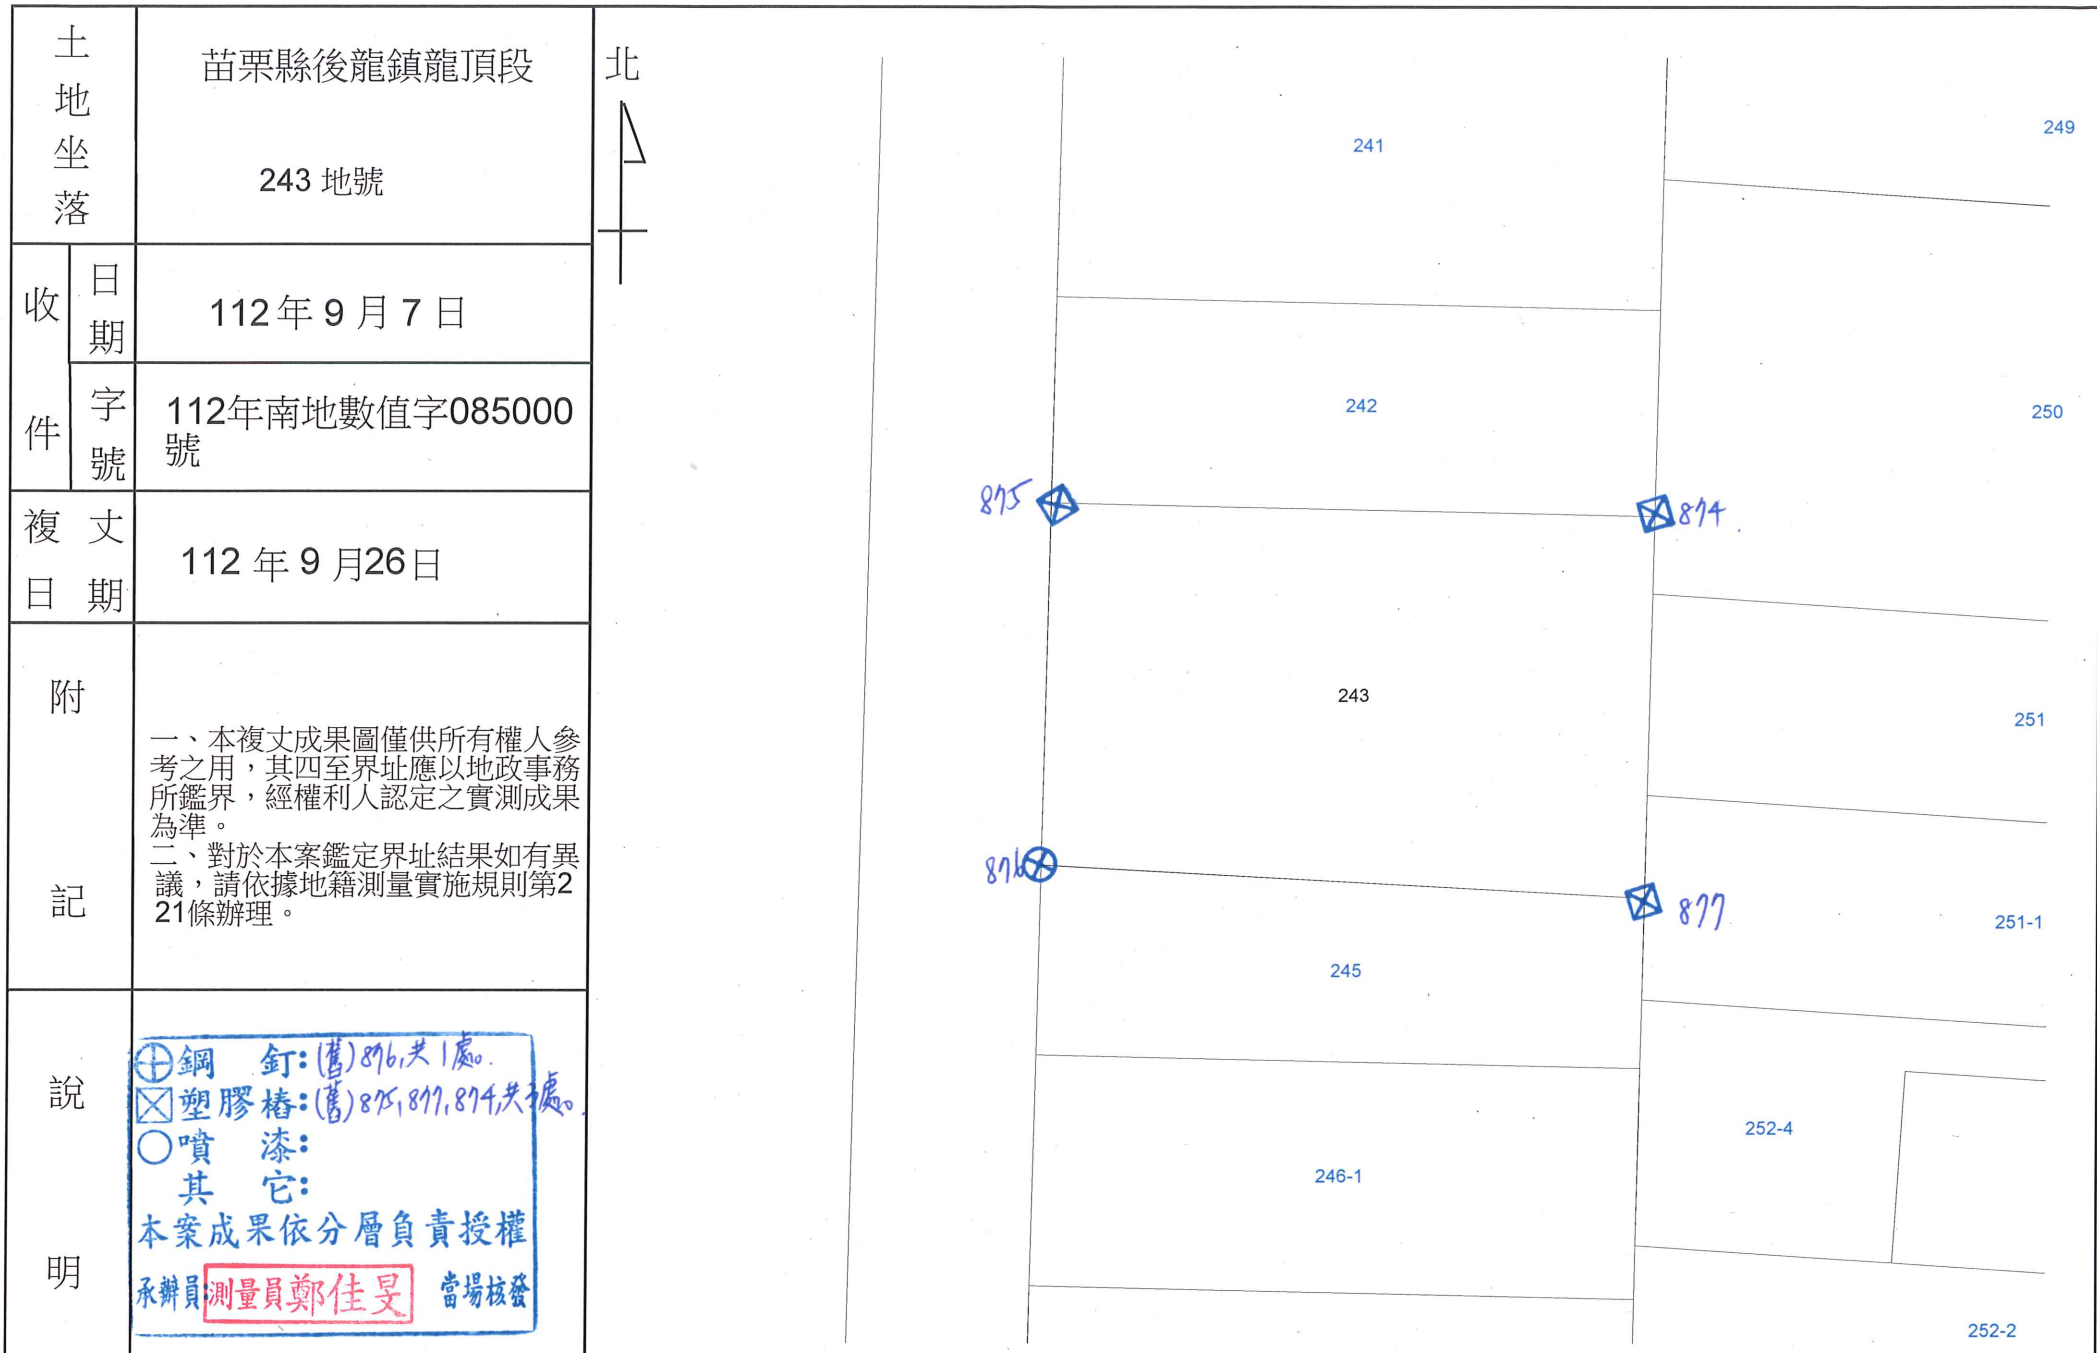 土地坐落
苗栗縣後龍鎮龍頂段
243 地號
收件
日期
112年 9 月 7 日
字號
112年南地數值字085000
號
複丈
日期
112 年 9 月26日
附記
一、本複丈成果圖僅供所有權人參
考之用，其四至界址應以地政事務
所鑑界，經權利人認定之實測成果
為準。
二、對於本案鑑定界址結果如有異
議，請依據地籍測量實施規則第2
21條辦理。
說明
鋼 釘：(舊)876,共1處。
塑膠樁：(舊)875,877,874,共3處。
噴 漆：
其 它：
本案成果依分層負責授權
承辦員：測量員鄭佳旻 當場核發
北
241
249
242
250
875
874.
243
251
876
877
251-1
245
252-4
246-1
252-2